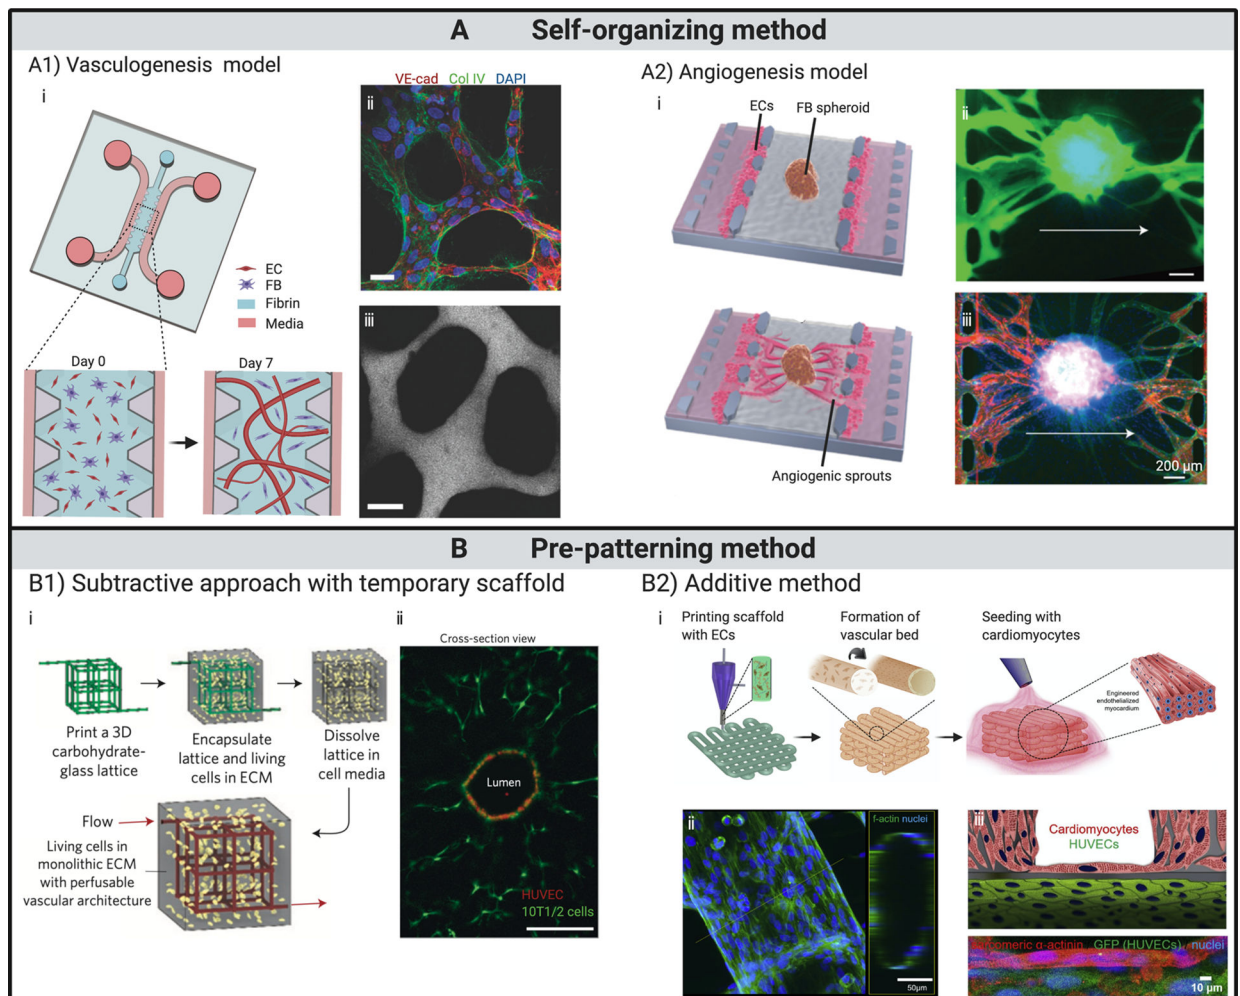 A Self-organizing method
A1) Vasculogenesis model
i
EC
FB
Fibrin
Media
Day 0
Day 7
VE-cad Col IV DAPI
ii
iii
A2) Angiogenesis model
i
ECs
FB spheroid
Angiogenic sprouts
ii
iii
200 µm
B Pre-patterning method
B1) Subtractive approach with temporary scaffold
i
Print a 3D
carbohydrate-
glass lattice
Encapsulate
lattice and living
cells in ECM
Dissolve
lattice in
cell media
Flow
Living cells in
monolithic ECM
with perfusable
vascular architecture
ii
Cross-section view
Lumen
HUVEC
10T1/2 cells
B2) Additive method
i
Printing scaffold
with ECs
Formation of
vascular bed
Seeding with
cardiomyocytes
Engineered
endothelialized
myocardium
ii
f-actin nuclei
50µm
iii
Cardiomyocytes
HUVECs
α-actinin GFP (HUVECs) nuclei
10 µm